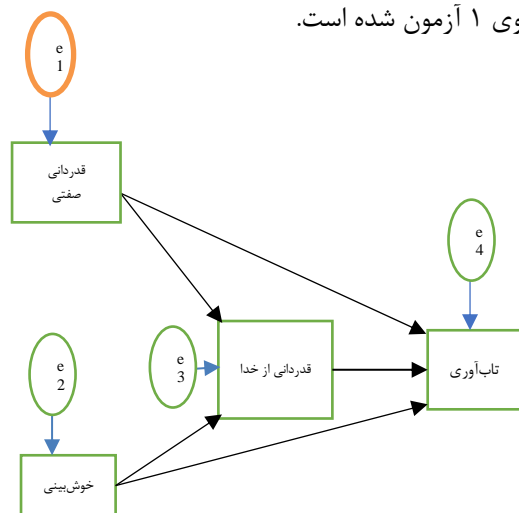 وی ۱ آزمون شده است.
e
1
قدردانی
صفتی
e
4
e
3
قدردانی از خدا
تاب‌آوری
e
2
خوش‌بینی